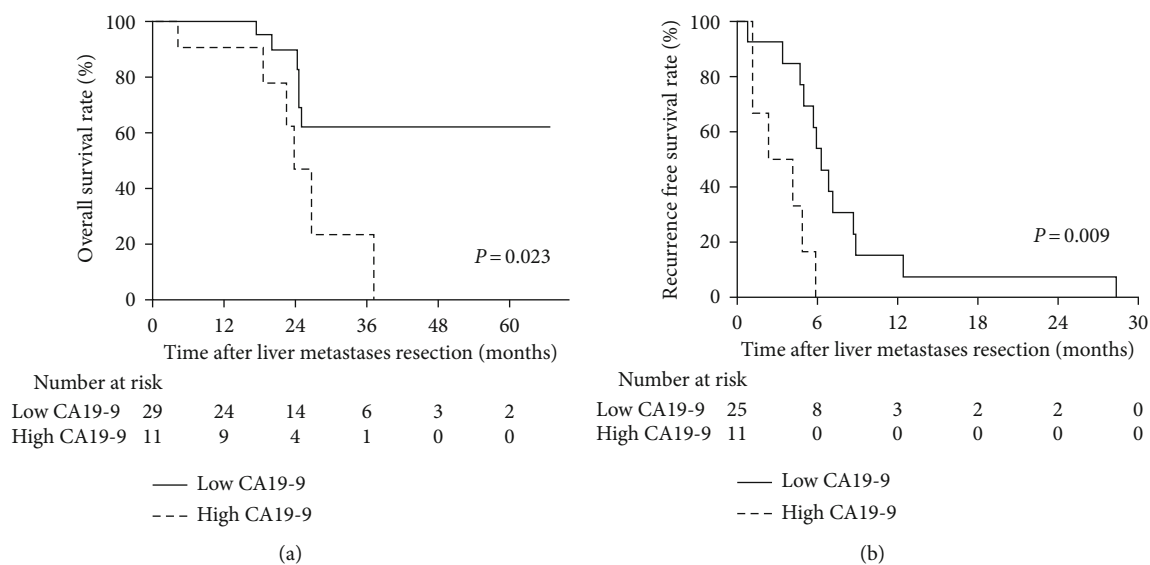 Overall survival rate (%)
100
80
60
40
20
0
P = 0.023
0 12 24 36 48 60
Time after liver metastases resection (months)
Number at risk
Low CA19-9 29 24 14 6 3 2
High CA19-9 11 9 4 1 0 0
Low CA19-9
High CA19-9
(a)
Recurrence free survival rate (%)
100
80
60
40
20
0
P = 0.009
0 6 12 18 24 30
Time after liver metastases resection (months)
Number at risk
Low CA19-9 25 8 3 2 2 0
High CA19-9 11 0 0 0 0 0
Low CA19-9
High CA19-9
(b)